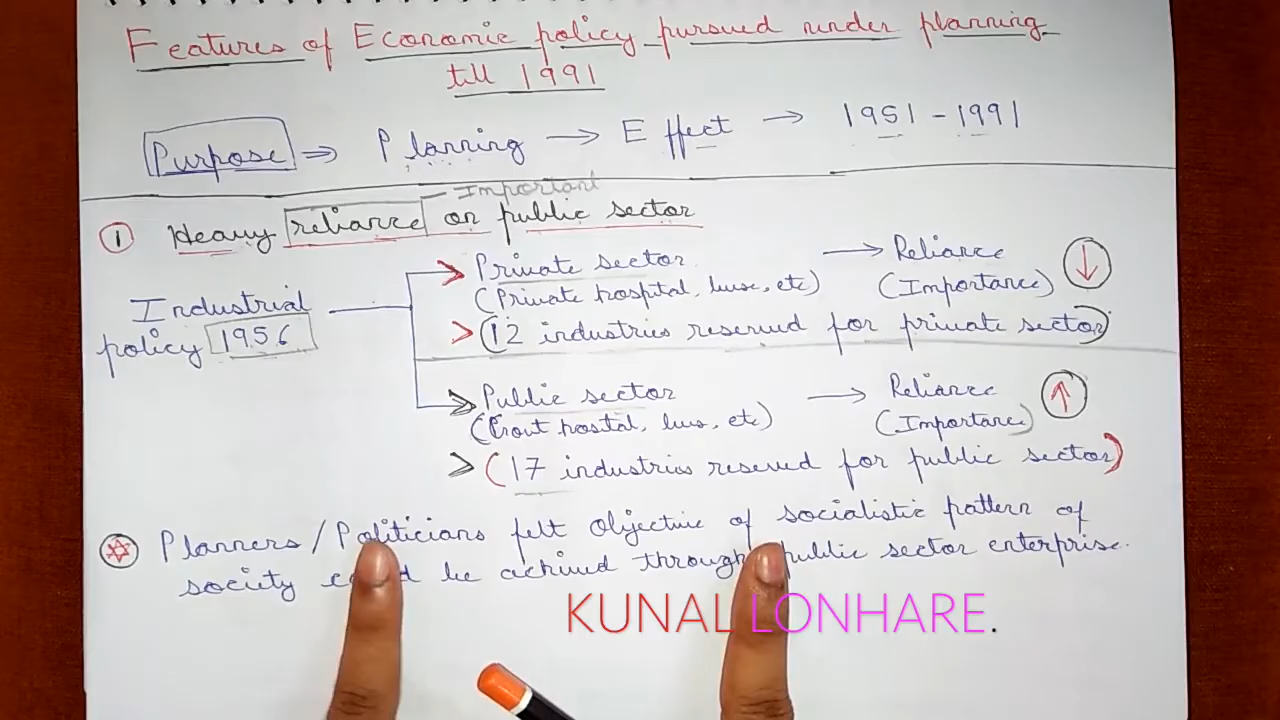 Features of Economic policy pursued under planning
till 1991
Purpose ⇒ Planning → Effect → 1951 - 1991
Important
1 Heavy reliance on public sector
Industrial
policy 1956
> Private sector → Reliance ↓
(Private hospital, buse, etc) (Importance)
> 12 industries reserved for private sector)
> Public sector → Reliance ↑
(Govt hostal, bus, etc) (Importance)
> (17 industries reserved for public sector)
Planners / Politicians felt objective of socialistic pattern of
society be achived through public sector enterprise.
KUNAL LONHARE.